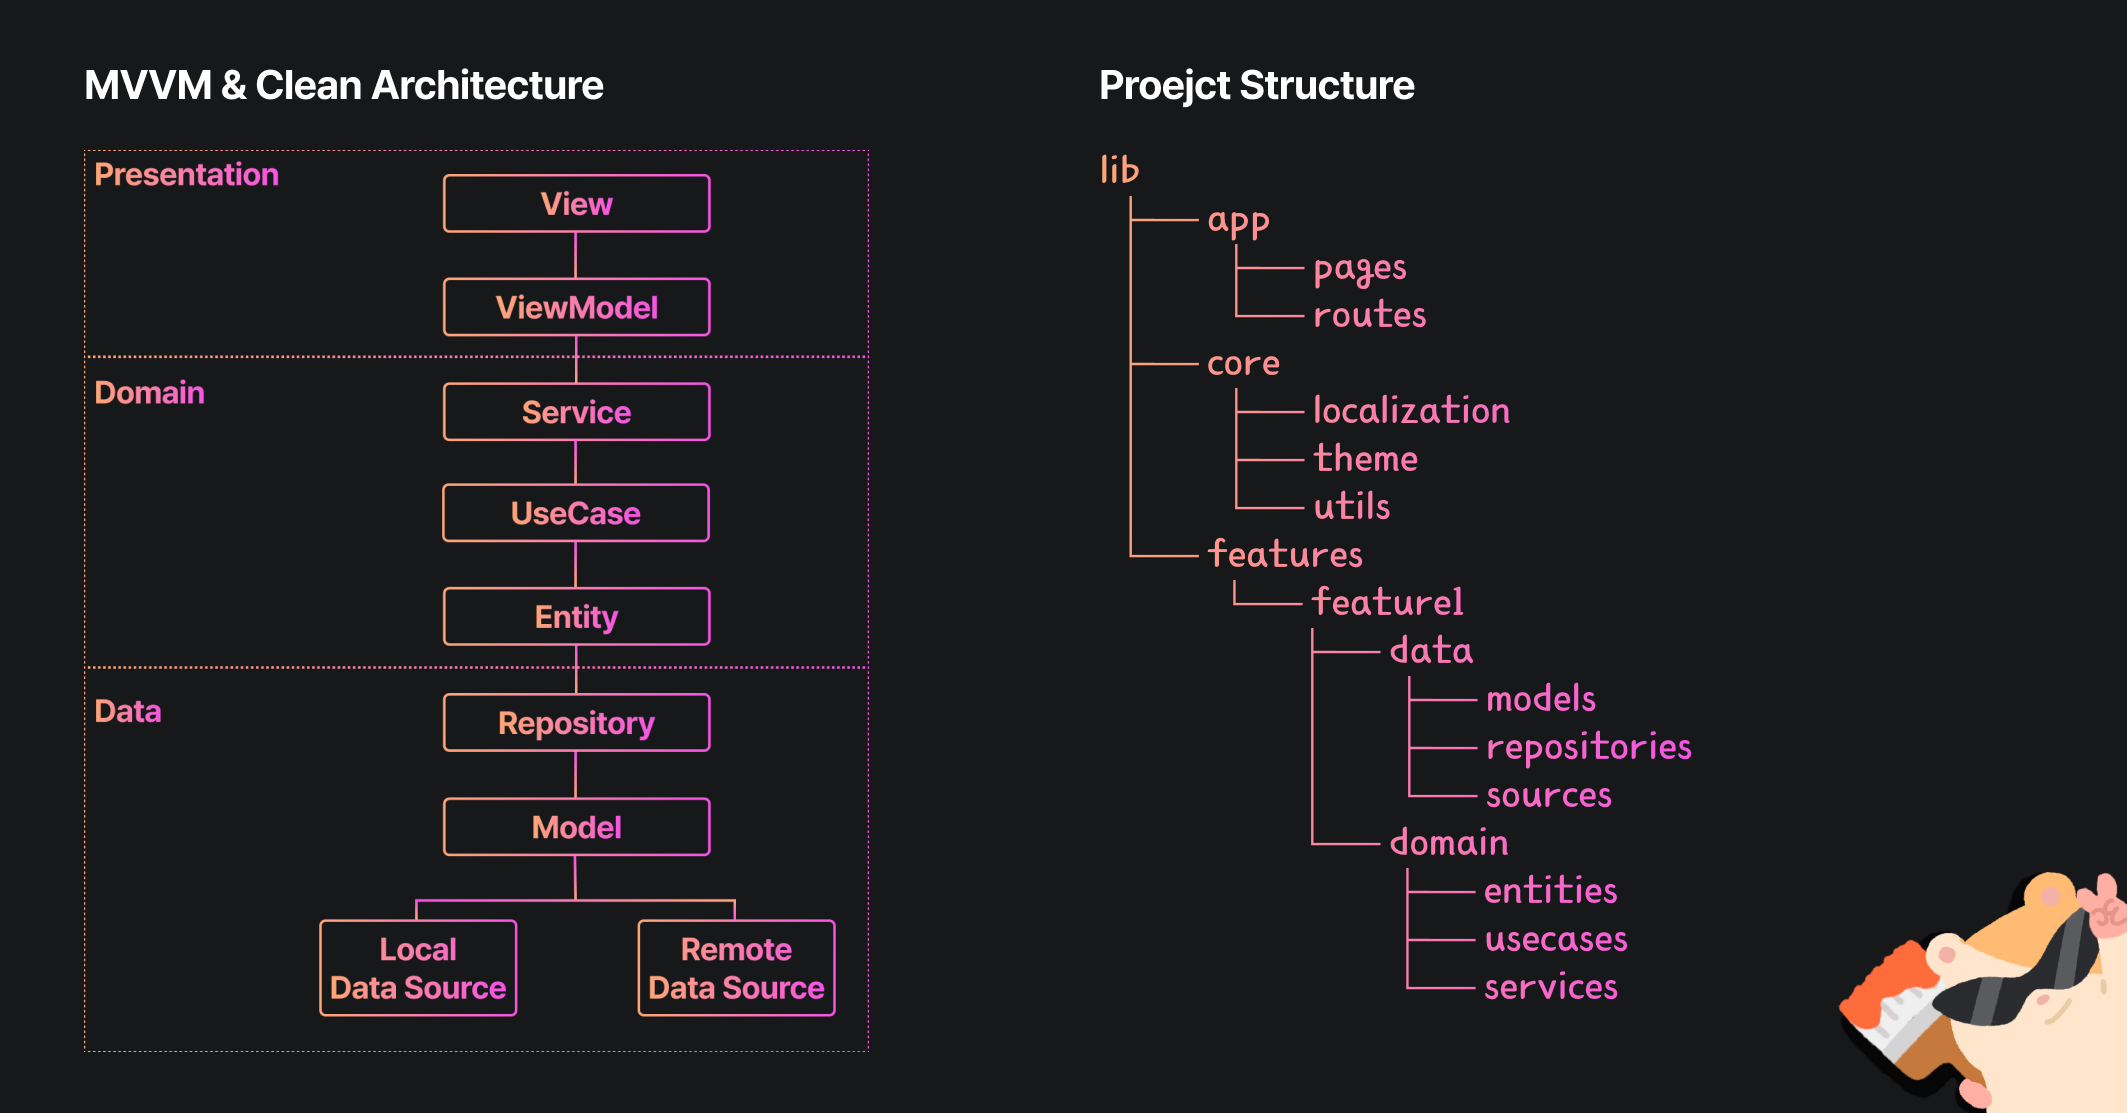 MVVM & Clean Architecture
Presentation
View
ViewModel
Domain
Service
UseCase
Entity
Data
Repository
Model
Local
Data Source
Remote
Data Source
Proejct Structure
lib
app
pages
routes
core
localization
theme
utils
features
feature1
data
models
repositories
sources
domain
entities
usecases
services